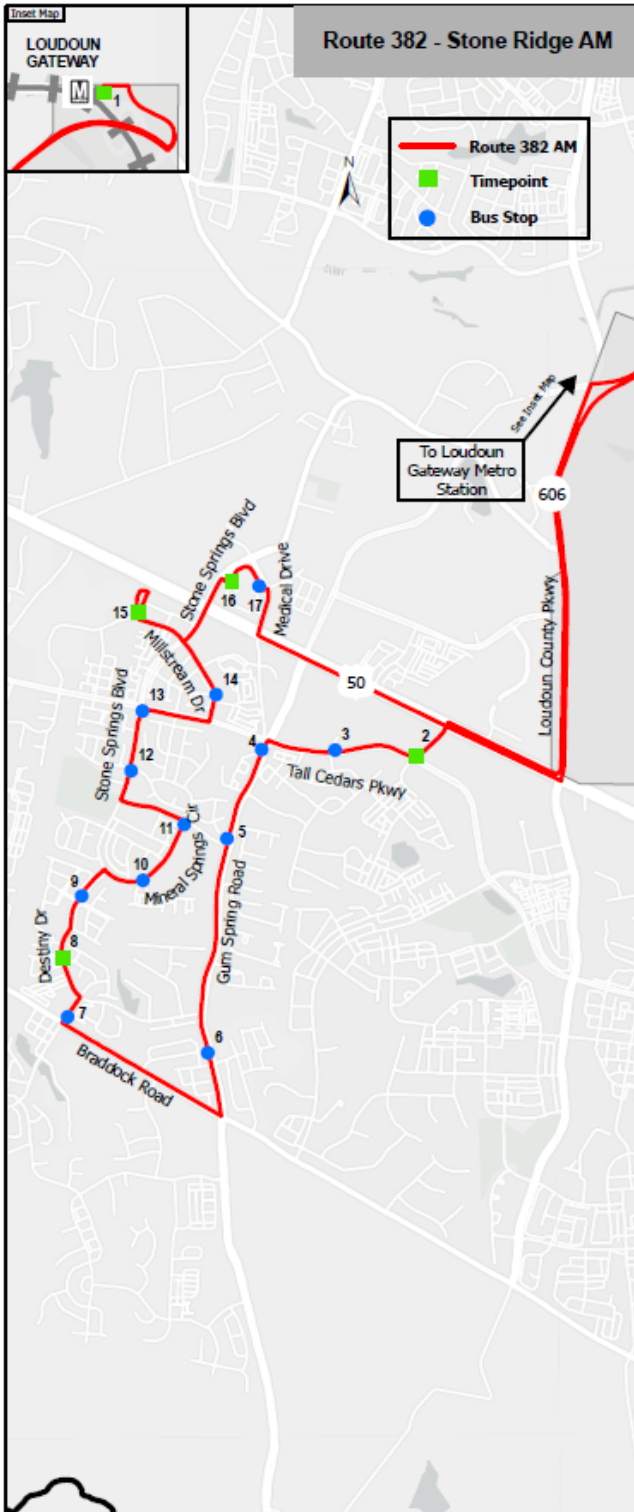 Inset Map
LOUDOUN
GATEWAY
M
1
Route 382 - Stone Ridge AM
N
Route 382 AM
Timepoint
Bus Stop
See Inset Map
To Loudoun
Gateway Metro
Station
606
Stone Springs Blvd
Medical Drive
16
17
15
Millstream Dr
Loudoun County Pkwy
50
14
Stone Springs Blvd
13
4
3
2
12
Tall Cedars Pkwy
11
Mineral Springs Cir
5
10
9
Gum Spring Road
Destiny Dr
8
7
6
Braddock Road